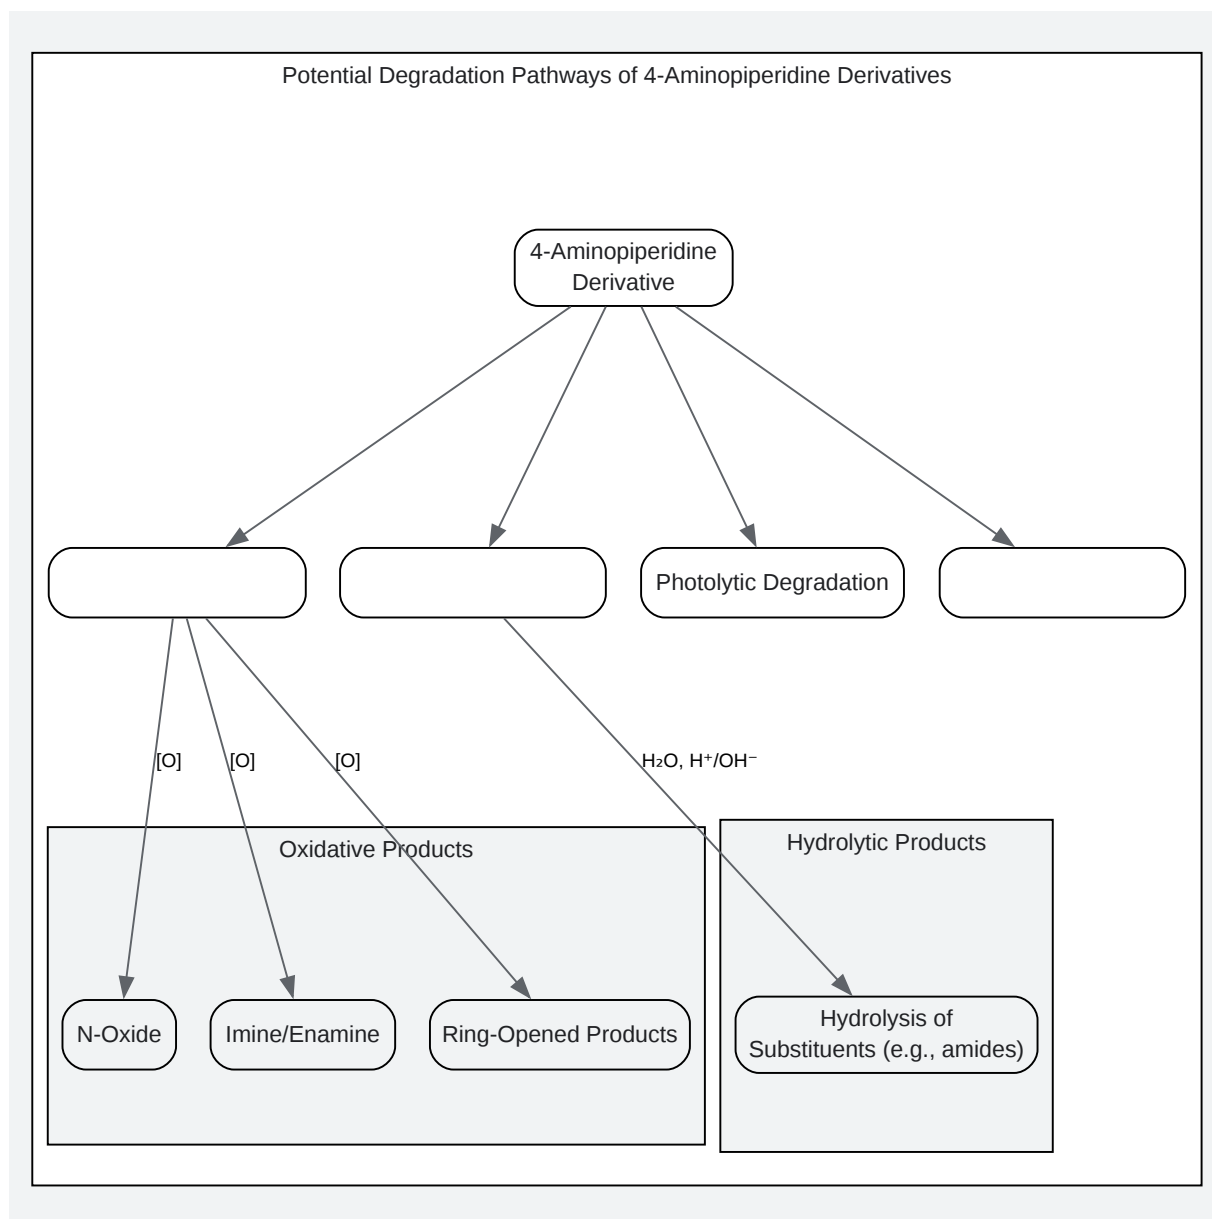 Potential Degradation Pathways of 4-Aminopiperidine Derivatives
4-Aminopiperidine
Derivative
Photolytic Degradation
[O]
[O]
[O]
H₂O, H⁺/OH⁻
Oxidative Products
Hydrolytic Products
N-Oxide
Imine/Enamine
Ring-Opened Products
Hydrolysis of
Substituents (e.g., amides)